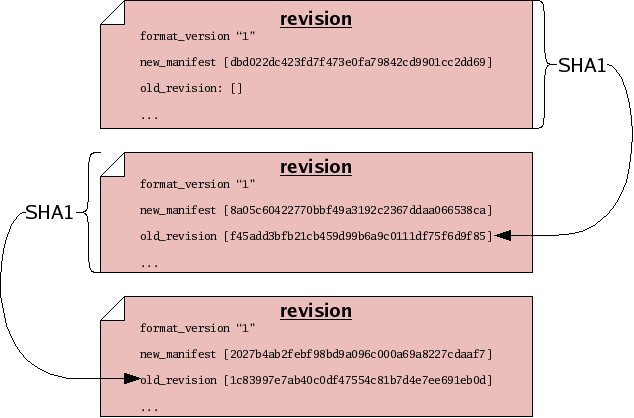 revision
format_version “1”
new_manifest [dbd022dc423fd7f473e0fa79842cd9901cc2dd69]
old_revision: []
...
SHA1
revision
format_version “1”
new_manifest [8a05c60422770bbf49a3192c2367ddaa066538ca]
old_revision [f45add3bfb21cb459d99b6a9c0111df75f6d9f85]
...
SHA1
revision
format_version “1”
new_manifest [2027b4ab2febf98bd9a096c000a69a8227cdaaf7]
old_revision [1c83997e7ab40c0df47554c81b7d4e7ee691eb0d]
...